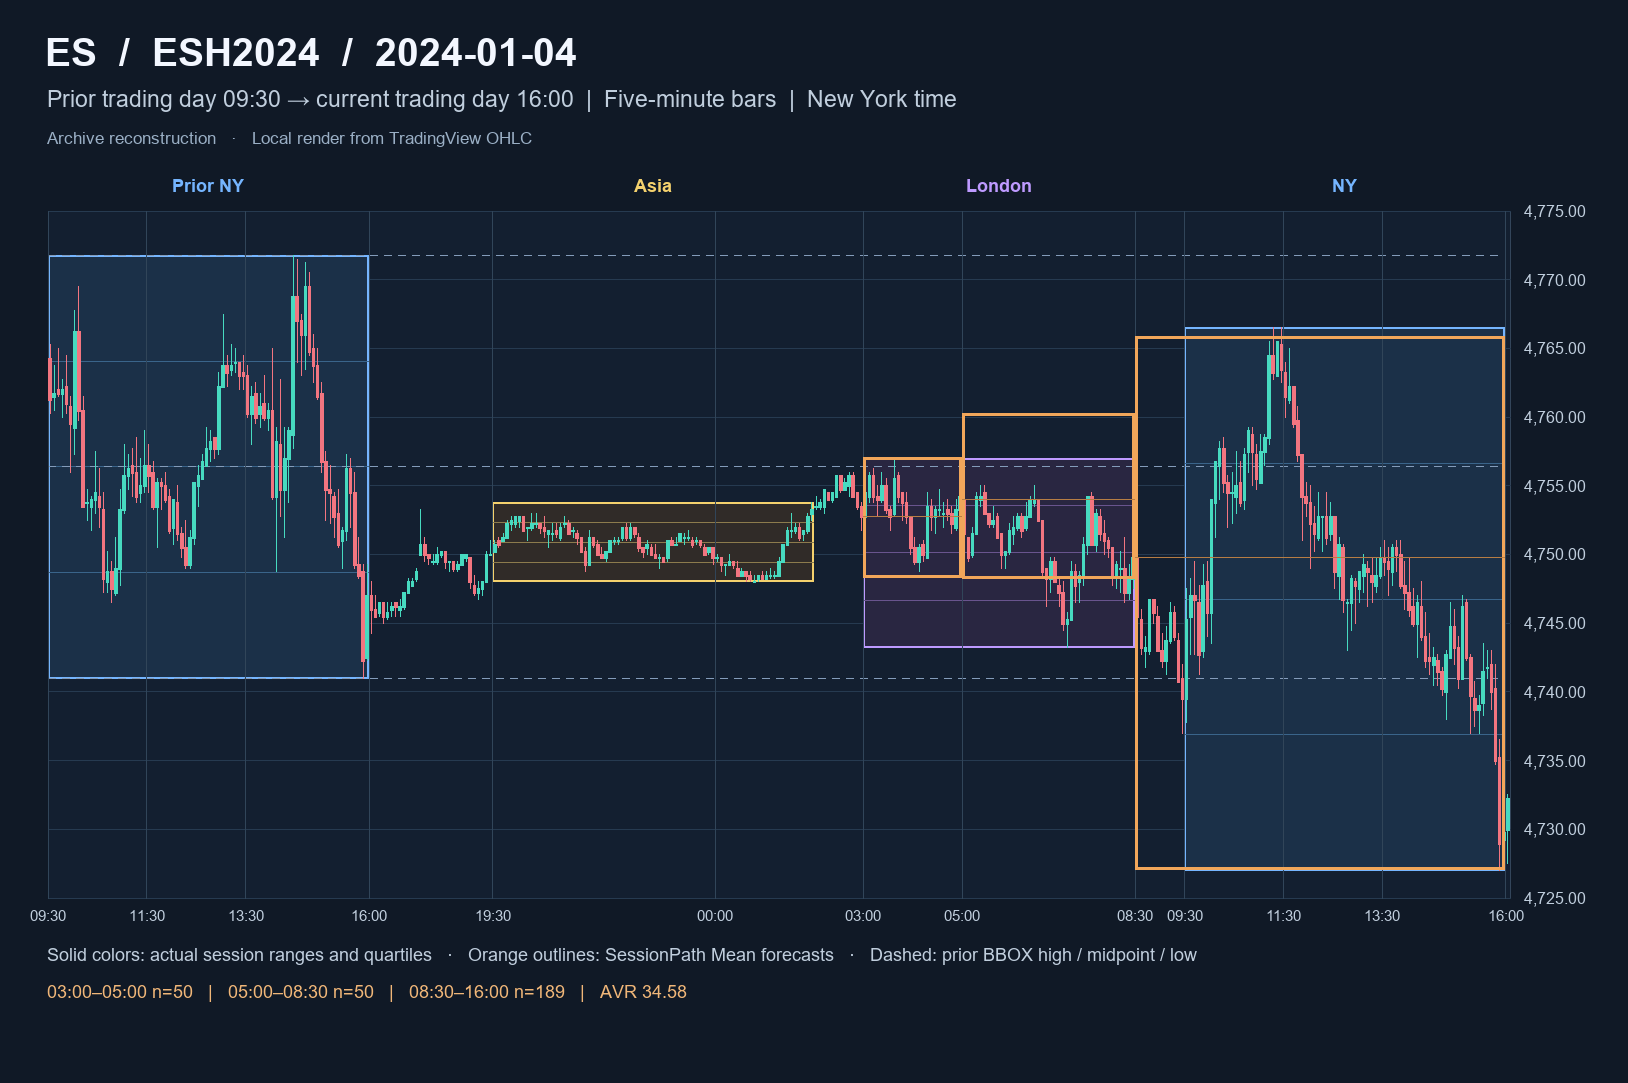 ES / ESH2024 / 2024-01-04
Prior trading day 09:30 → current trading day 16:00 | Five-minute bars | New York time
Archive reconstruction · Local render from TradingView OHLC
Prior NY Asia London NY
4,775.00
4,770.00
4,765.00
4,760.00
4,755.00
4,750.00
4,745.00
4,740.00
4,735.00
4,730.00
4,725.00
09:30 11:30 13:30 16:00 19:30 00:00 03:00 05:00 08:30 09:30 11:30 13:30 16:00
Solid colors: actual session ranges and quartiles · Orange outlines: SessionPath Mean forecasts · Dashed: prior BBOX high / midpoint / low
03:00–05:00 n=50 | 05:00–08:30 n=50 | 08:30–16:00 n=189 | AVR 34.58